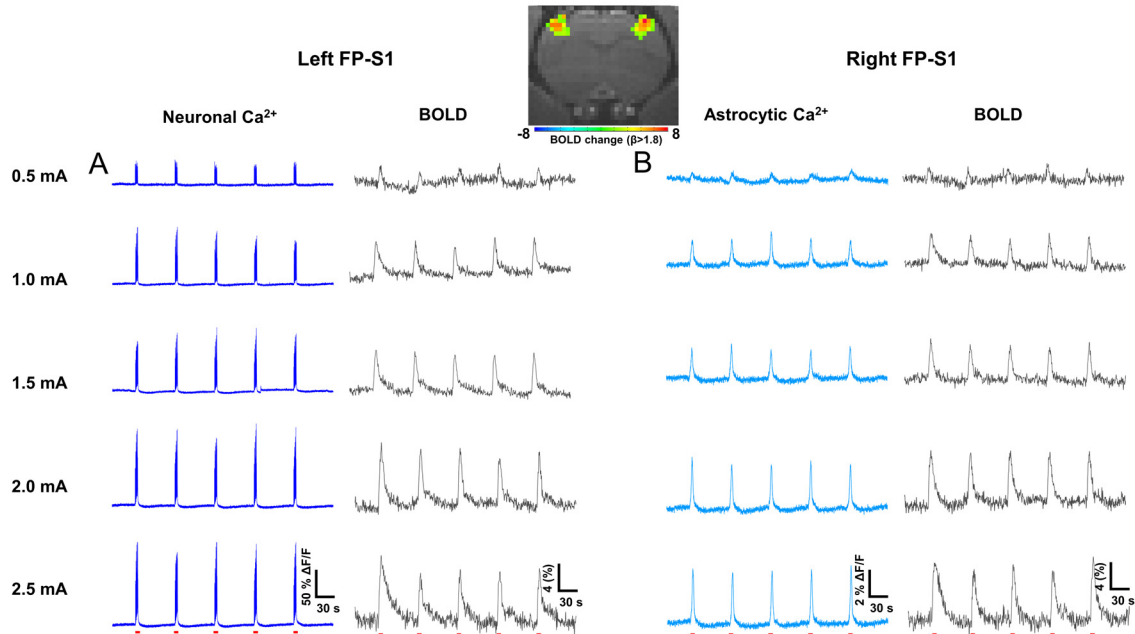 Left FP-S1
Right FP-S1
Neuronal Ca²⁺
BOLD
-8
8
BOLD change (β>1.8)
Astrocytic Ca²⁺
BOLD
A
B
0.5 mA
1.0 mA
1.5 mA
2.0 mA
2.5 mA
50 % ΔF/F
30 s
4 (%)
30 s
2 % ΔF/F
30 s
4 (%)
30 s